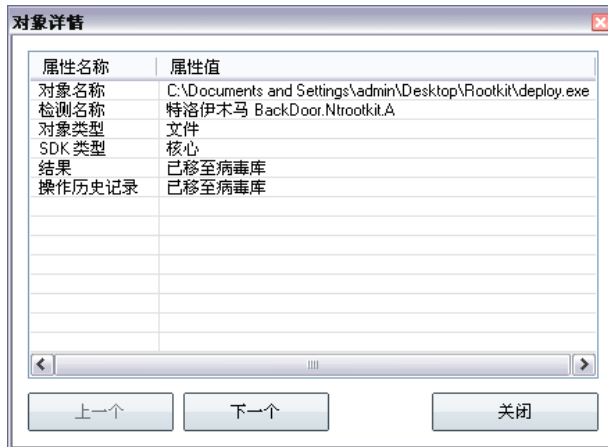 对象详情
属性名称 属性值
对象名称 C:\Documents and Settings\admin\Desktop\Rootkit\deploy.exe
检测名称 特洛伊木马 BackDoor.Ntrootkit.A
对象类型 文件
SDK 类型 核心
结果 已移至病毒库
操作历史记录 已移至病毒库
上一个 下一个 关闭